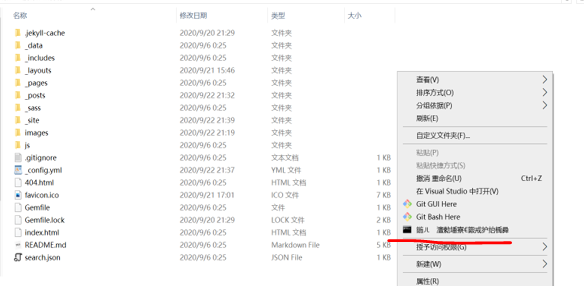 名称 修改日期 类型 大小
.jekyll-cache 2020/9/20 21:29 文件夹
_data 2020/9/6 0:25 文件夹
_includes 2020/9/6 0:25 文件夹
_layouts 2020/9/21 15:46 文件夹
_pages 2020/9/6 0:25 文件夹
_posts 2020/9/22 21:32 文件夹
_sass 2020/9/6 0:25 文件夹
_site 2020/9/22 21:39 文件夹
images 2020/9/22 21:19 文件夹
js 2020/9/6 0:25 文件夹
.gitignore 2020/9/6 0:25 文本文档 1 KB
_config.yml 2020/9/22 21:37 YML 文件
404.html 2020/9/6 0:25 HTML 文档
favicon.ico 2020/9/21 17:01 ICO 文件
Gemfile 2020/9/6 0:25 文件
Gemfile.lock 2020/9/20 21:29 LOCK 文件
index.html 2020/9/6 0:25 HTML 文档 1 KB
README.md 2020/9/6 0:25 Markdown File 5 KB
search.json 2020/9/6 0:25 JSON File 1 KB
查看(V)
排序方式(O)
分组依据(P)
刷新(E)
自定义文件夹(F)...
粘贴(P)
粘贴快捷方式(S)
撤消 重命名(U) Ctrl+Z
在 Visual Studio 中打开(V)
Git GUI Here
Git Bash Here
授予访问权限(G)
新建(W)
属性(R)